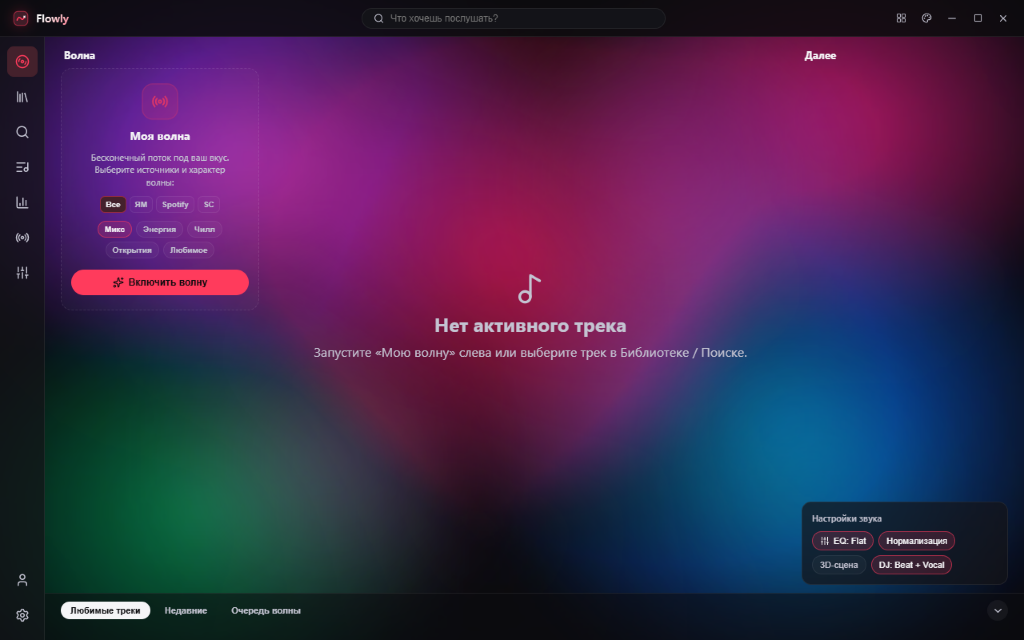 Flowly
Что хочешь послушать?
Волна
Далее
Моя волна
Бесконечный поток под ваш вкус.
Выберите источники и характер
волны:
Все ЯМ Spotify SC
Микс Энергия Чилл
Открытия Любимое
Включить волну
Нет активного трека
Запустите «Мою волну» слева или выберите трек в Библиотеке / Поиске.
Настройки звука
EQ: Flat Нормализация
3D-сцена DJ: Beat + Vocal
Любимые треки Недавние Очередь волны